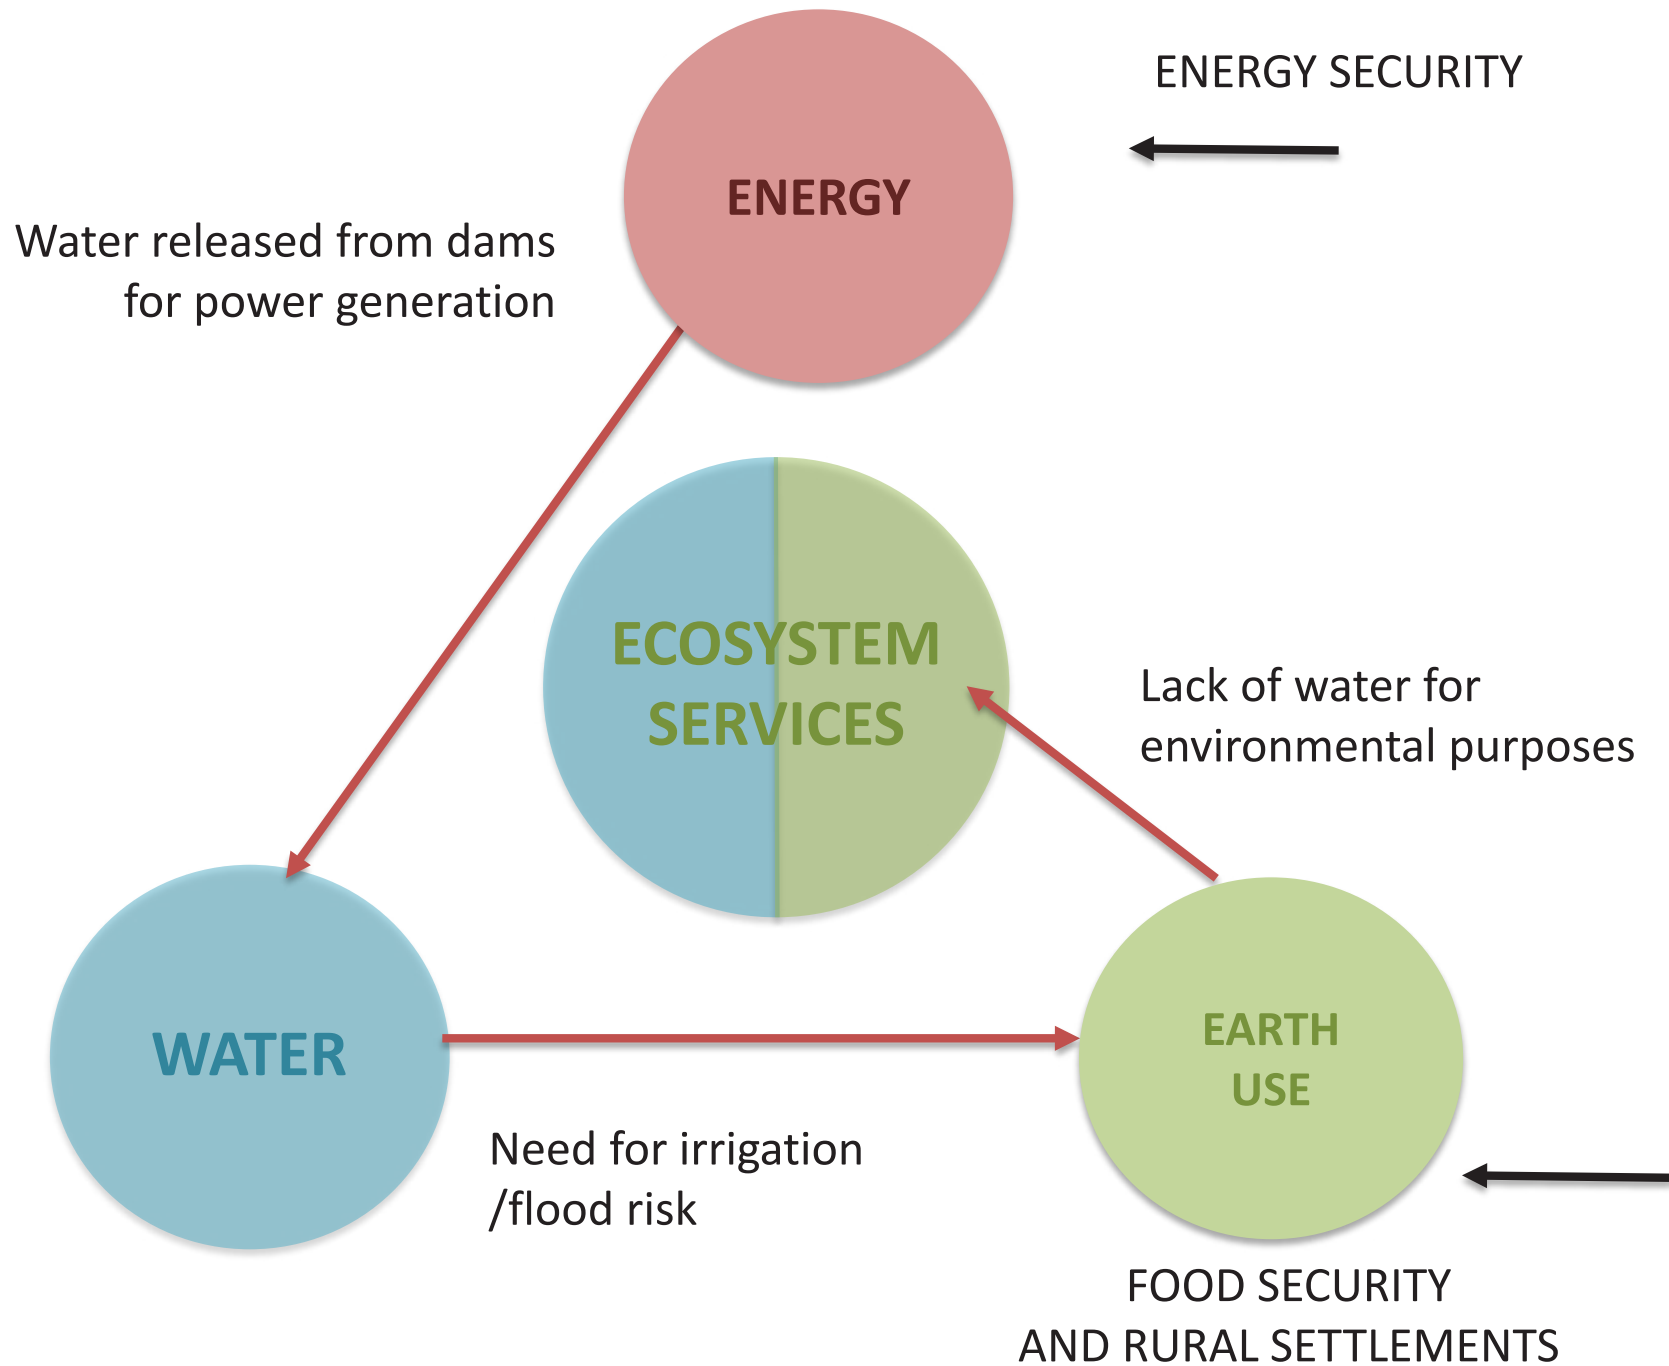 ENERGY SECURITY
ENERGY
Water released from dams
for power generation
ECOSYSTEM
SERVICES
Lack of water for
environmental purposes
WATER
EARTH
USE
Need for irrigation
/flood risk
FOOD SECURITY
AND RURAL SETTLEMENTS